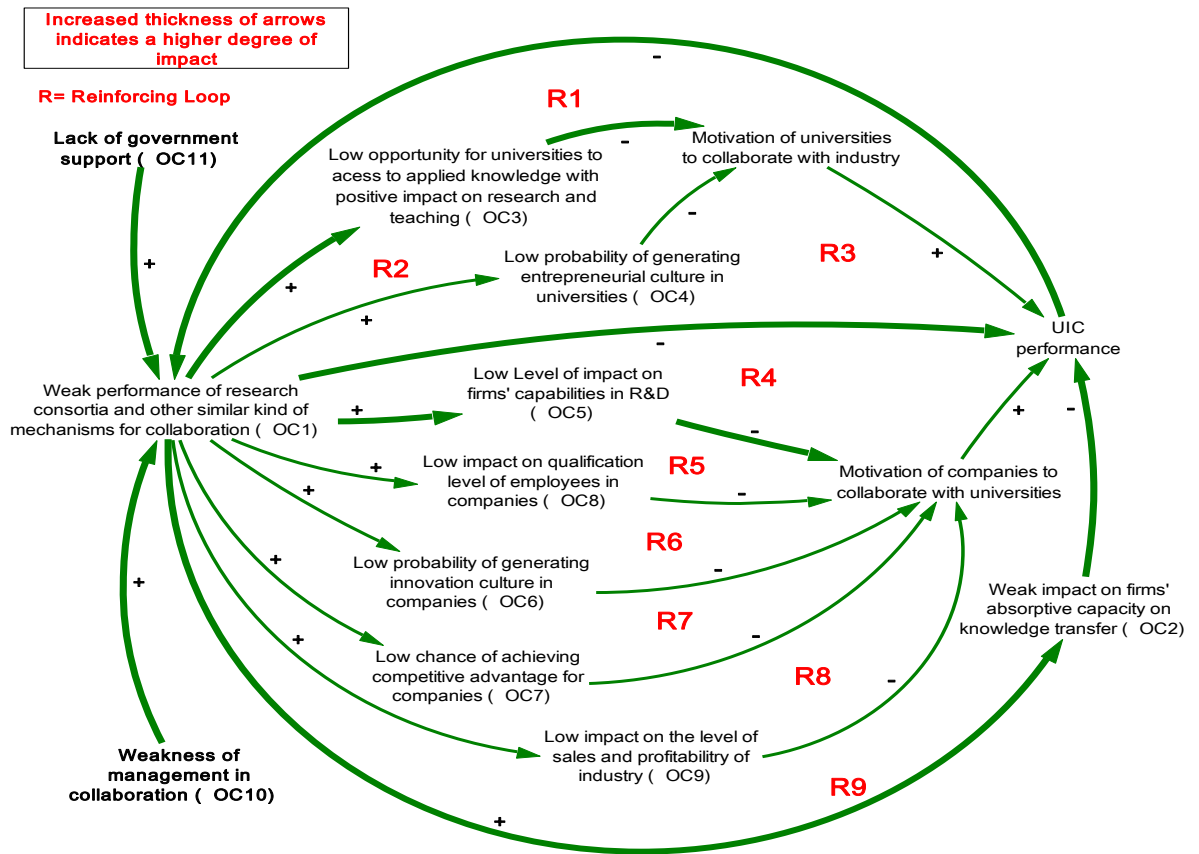 Increased thickness of arrows
indicates a higher degree of
impact
R= Reinforcing Loop
Lack of government
support ( OC11)
R1
-
-
Low opportunity for universities to
acess to applied knowledge with
positive impact on research and
teaching ( OC3)
Motivation of universities
to collaborate with industry
-
R2
Low probability of generating
entrepreneurial culture in
universities ( OC4)
R3
+
+
+
+
UIC
performance
-
Weak performance of research
consortia and other similar kind of
mechanisms for collaboration ( OC1)
+
Low Level of impact on
firms' capabilities in R&D
( OC5)
R4
-
+
-
+
Low impact on qualification
level of employees in
companies ( OC8)
R5
-
Motivation of companies to
collaborate with universities
+
Low probability of generating
innovation culture in
companies ( OC6)
R6
-
+
+
Weak impact on firms'
absorptive capacity on
knowledge transfer ( OC2)
+
Low chance of achieving
competitive advantage for
companies ( OC7)
R7
-
R8
-
Low impact on the level of
sales and profitabilitry of
industry ( OC9)
Weakness of
management in
collaboration ( OC10)
R9
+